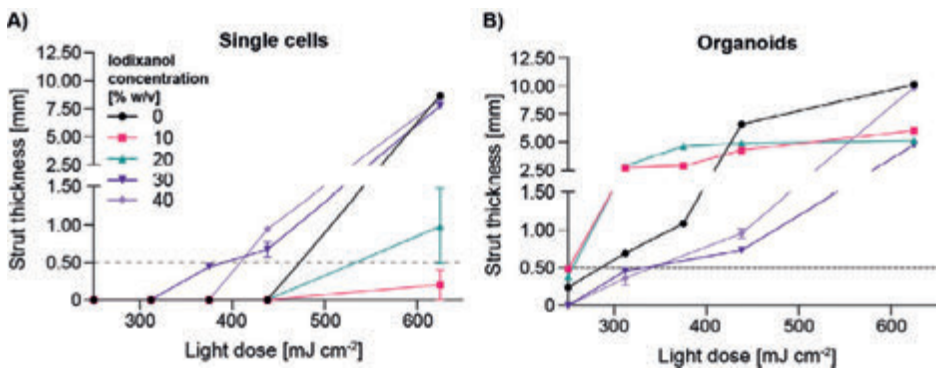 A)
Single cells
Strut thickness [mm]
12.50
10.00
7.50
5.00
2.50
1.50
1.00
0.50
0
Iodixanol
concentration
[% w/v]
0
10
20
30
40
300
400
500
600
Light dose [mJ cm⁻²]
B)
Organoids
Strut thickness [mm]
12.50
10.00
7.50
5.00
2.50
1.50
1.00
0.50
0
300
400
500
600
Light dose [mJ cm⁻²]